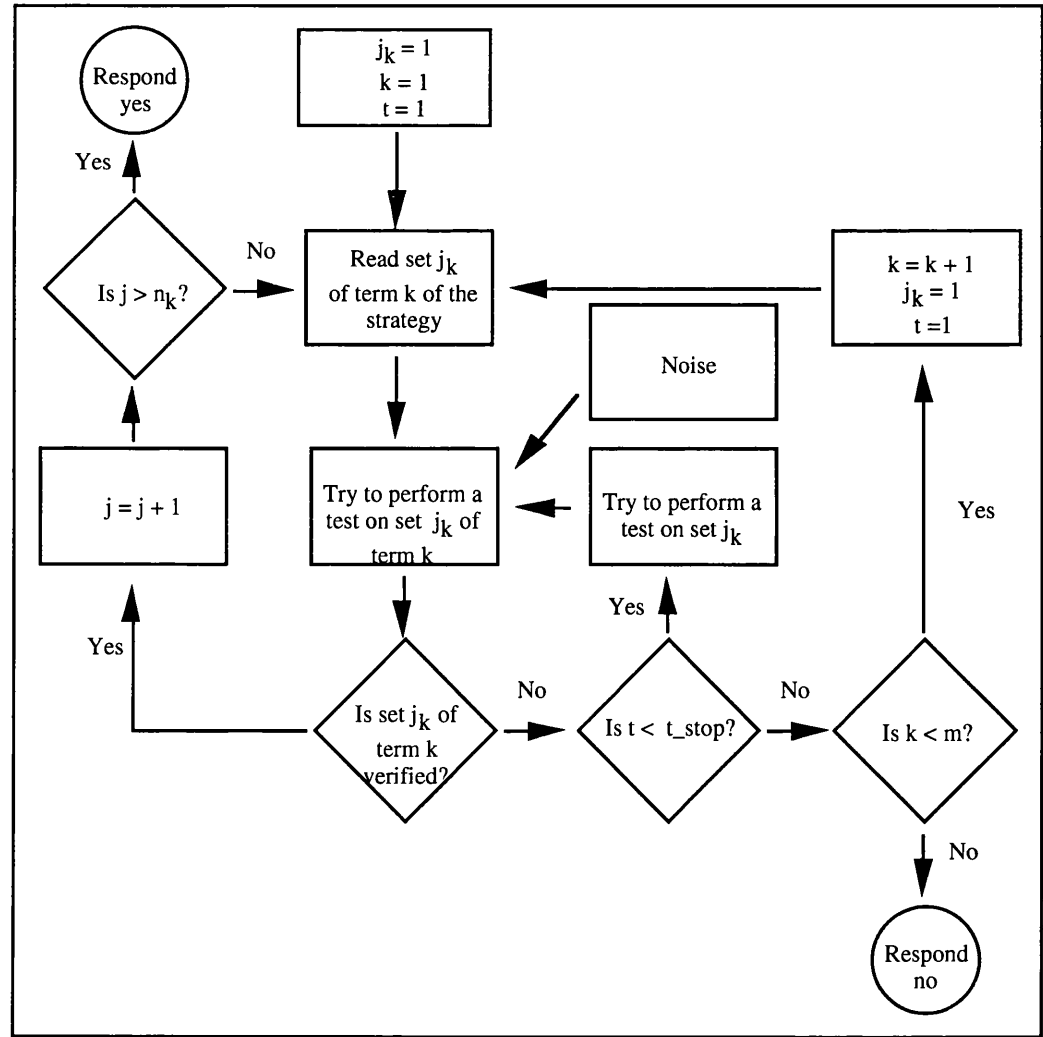 Respond
yes
j_k = 1
k = 1
t = 1
Yes
Is j > n_k?
No
Read set j_k
of term k of the
strategy
k = k + 1
j_k = 1
t =1
Noise
j = j + 1
Try to perform a
test on set j_k of
term k
Try to perform a
test on set j_k
Yes
Yes
Yes
Is set j_k of
term k
verified?
No
Is t < t_stop?
No
Is k < m?
No
Respond
no